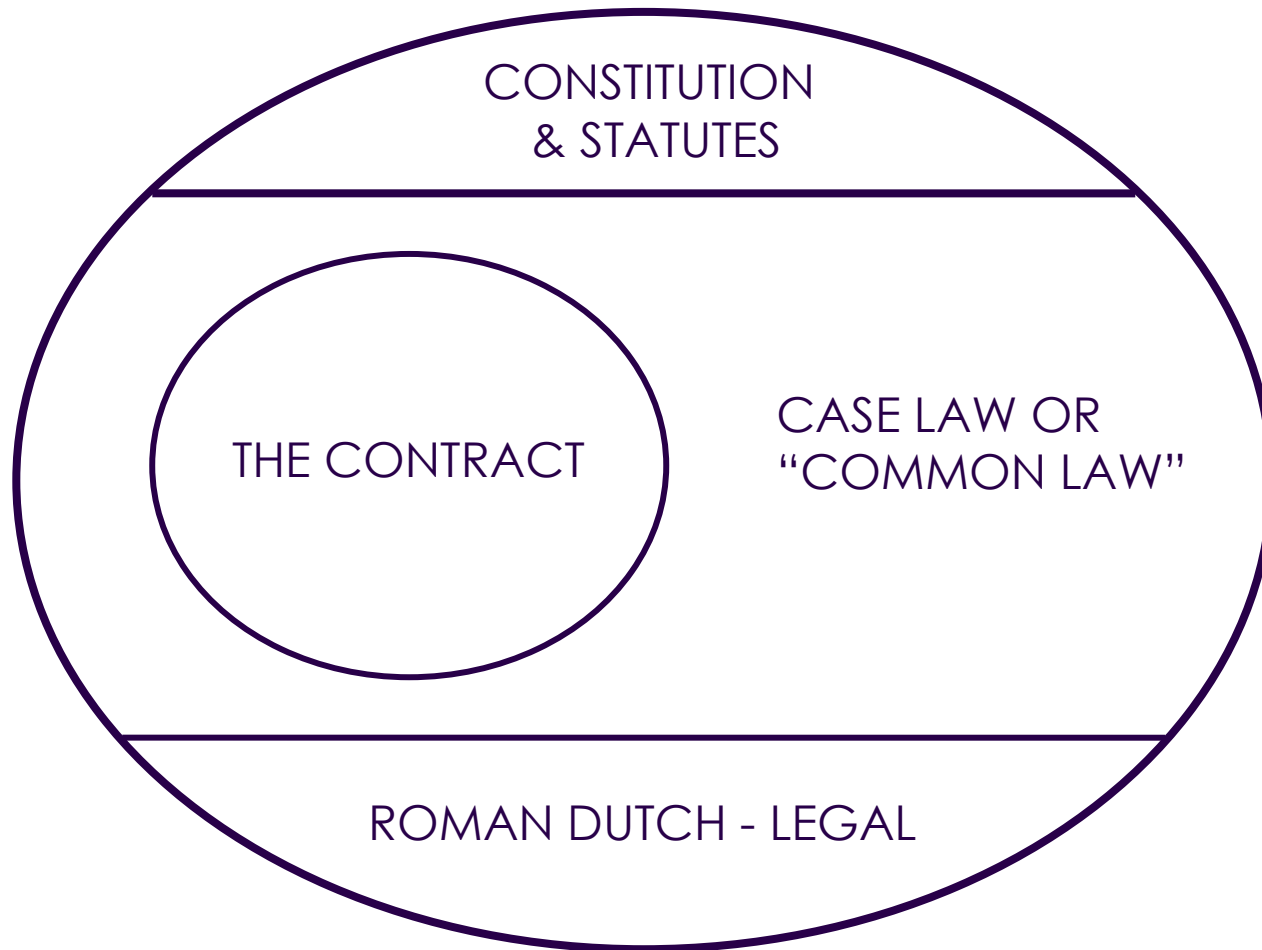 CONSTITUTION
& STATUTES
THE CONTRACT
CASE LAW OR
“COMMON LAW”
ROMAN DUTCH - LEGAL